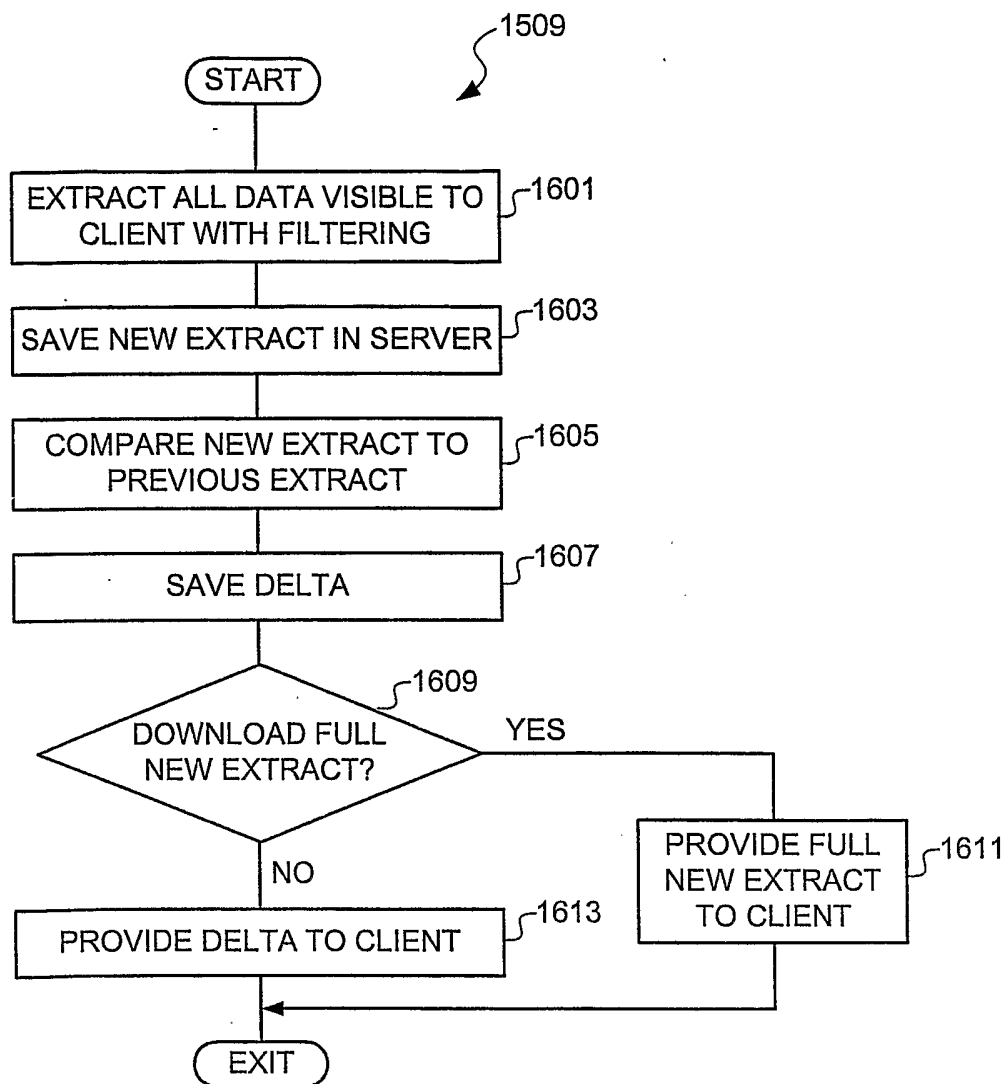 1509
START
EXTRACT ALL DATA VISIBLE TO
CLIENT WITH FILTERING
1601
SAVE NEW EXTRACT IN SERVER
1603
COMPARE NEW EXTRACT TO
PREVIOUS EXTRACT
1605
SAVE DELTA
1607
DOWNLOAD FULL
NEW EXTRACT?
1609
YES
PROVIDE FULL
NEW EXTRACT
TO CLIENT
1611
NO
PROVIDE DELTA TO CLIENT
1613
EXIT